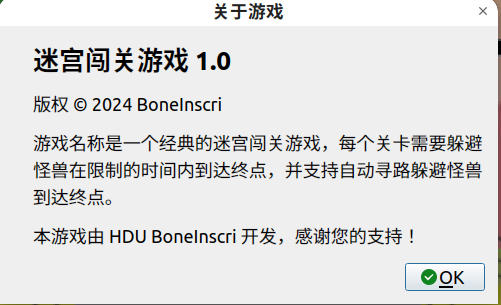 关于游戏
迷宫闯关游戏 1.0
版权 © 2024 BoneInscri
游戏名称是一个经典的迷宫闯关游戏，每个关卡需要躲避
怪兽在限制的时间内到达终点，并支持自动寻路躲避怪兽
到达终点。
本游戏由 HDU BoneInscri 开发，感谢您的支持！
OK